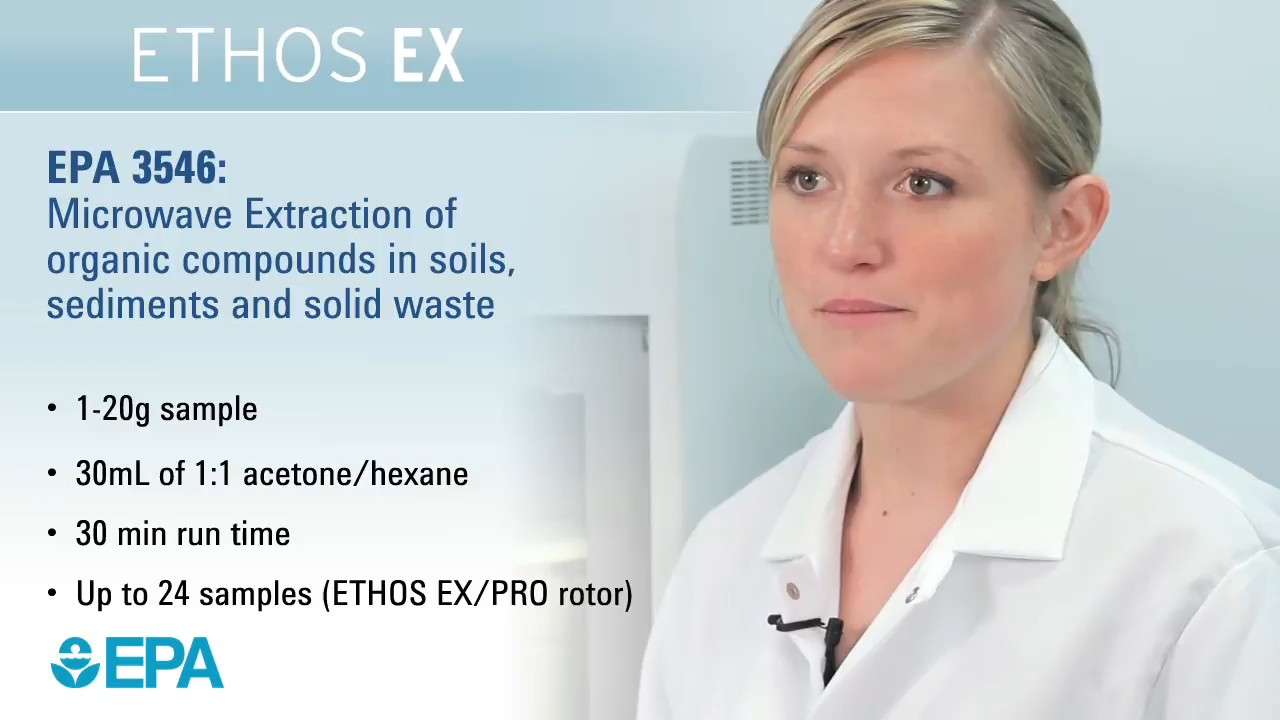 ETHOS EX
EPA 3546:
Microwave Extraction of
organic compounds in soils,
sediments and solid waste
• 1-20g sample
• 30mL of 1:1 acetone/hexane
• 30 min run time
• Up to 24 samples (ETHOS EX/PRO rotor)
EPA